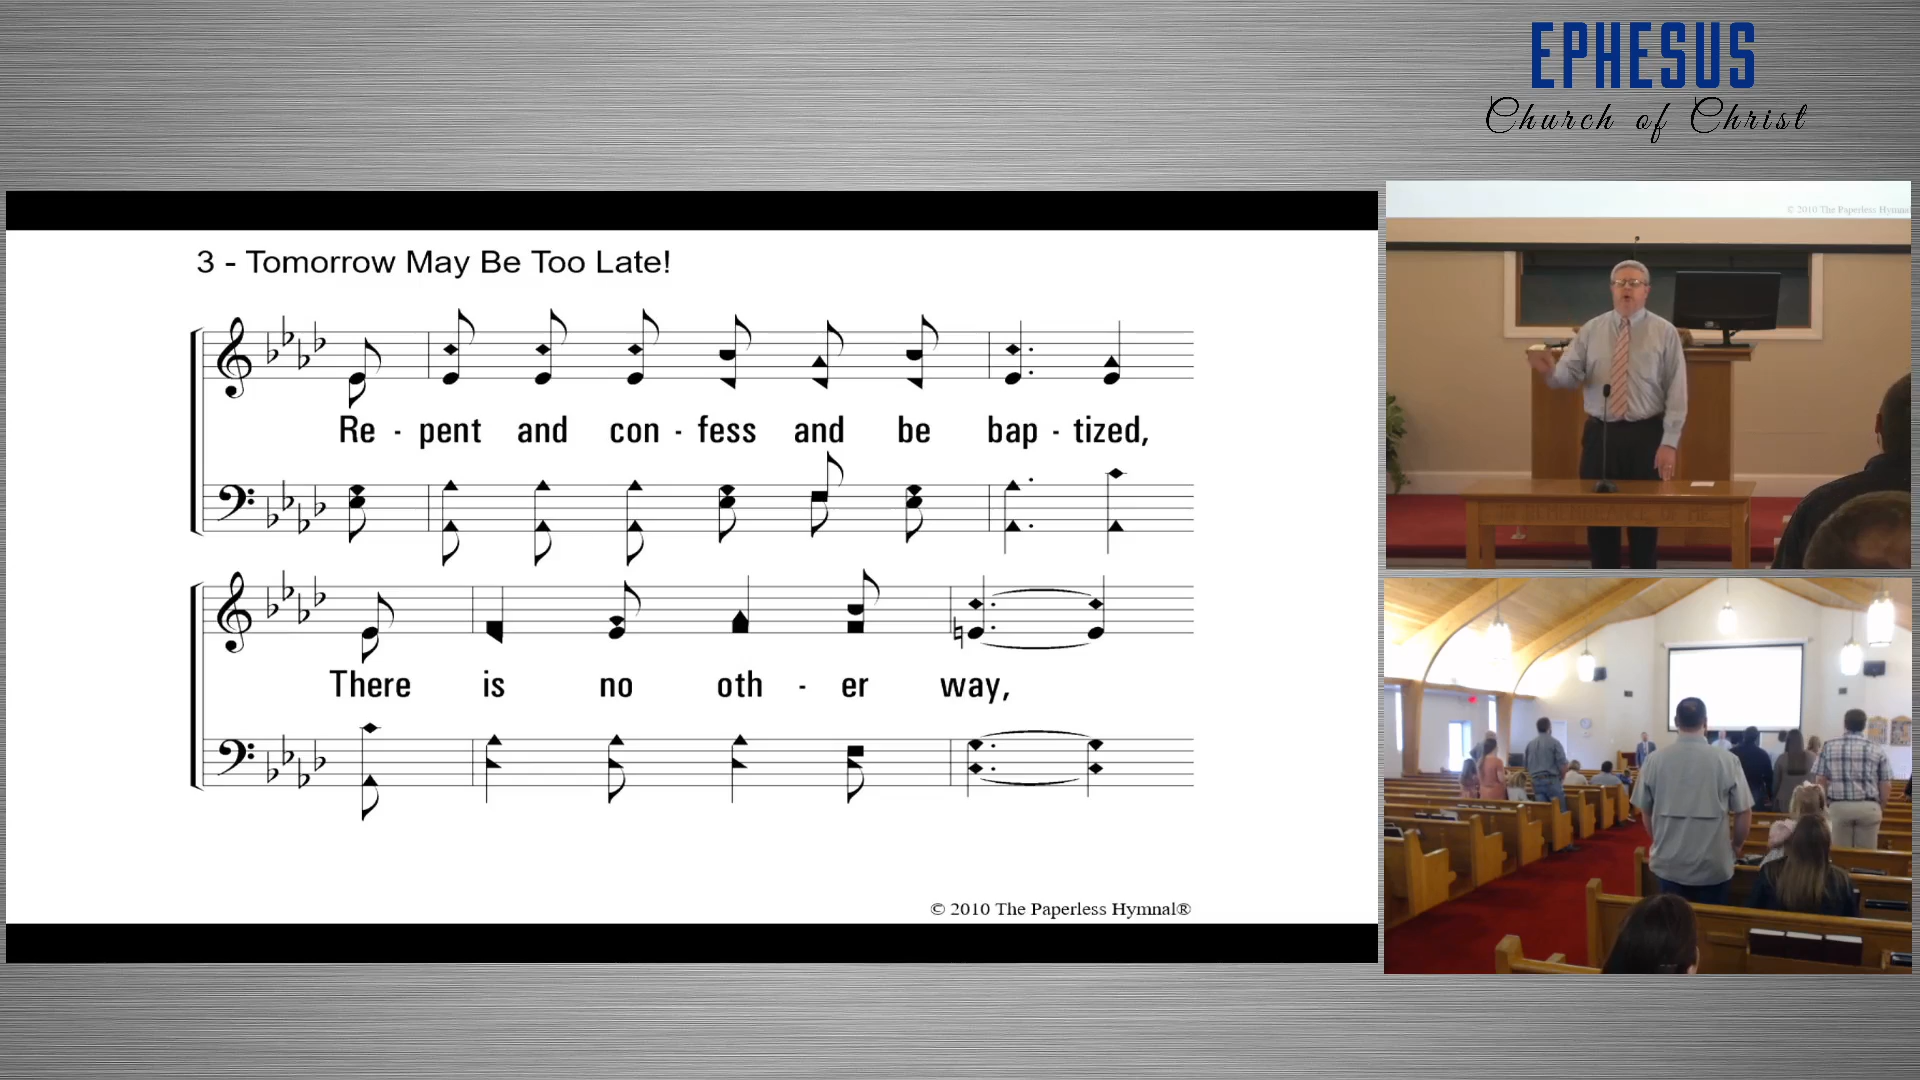 EPHESUS
Church of Christ
3 - Tomorrow May Be Too Late!
Re - pent and con - fess and be bap - tized,
There is no oth - er way,
© 2010 The Paperless Hymnal®
© 2010 The Paperless Hymnal